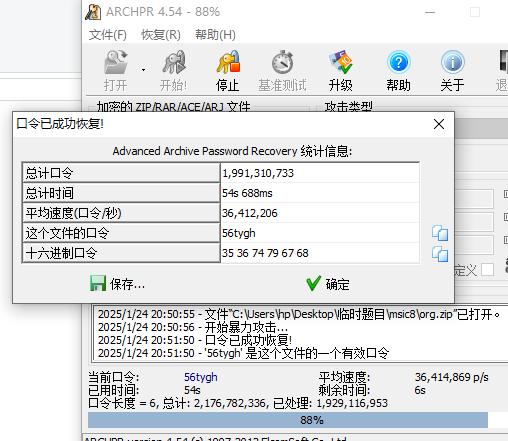 ARCHPR 4.54 - 88%
文件(F) 恢复(R) 帮助(H)
打开 开始! 停止 基准测试 升级 帮助 关于
加密的 ZIP/RAR/ACE/ARJ 文件 攻击类型
口令已成功恢复!
Advanced Archive Password Recovery 统计信息:
总计口令 1,991,310,733
总计时间 54s 688ms
平均速度(口令/秒) 36,412,206
这个文件的口令 56tygh
十六进制口令 35 36 74 79 67 68
保存... 确定
定义
2025/1/24 20:50:55 - 文件“C:\Users\hp\Desktop\临时题目\msic8\org.zip”已打开。
2025/1/24 20:50:56 - 开始暴力攻击...
2025/1/24 20:51:50 - 口令已成功恢复!
2025/1/24 20:51:50 - '56tygh' 是这个文件的一个有效口令
当前口令: 56tygh 平均速度: 36,414,869 p/s
已用时间: 54s 剩余时间: 6s
口令长度 = 6, 总计: 2,176,782,336, 已处理: 1,929,116,953
88%